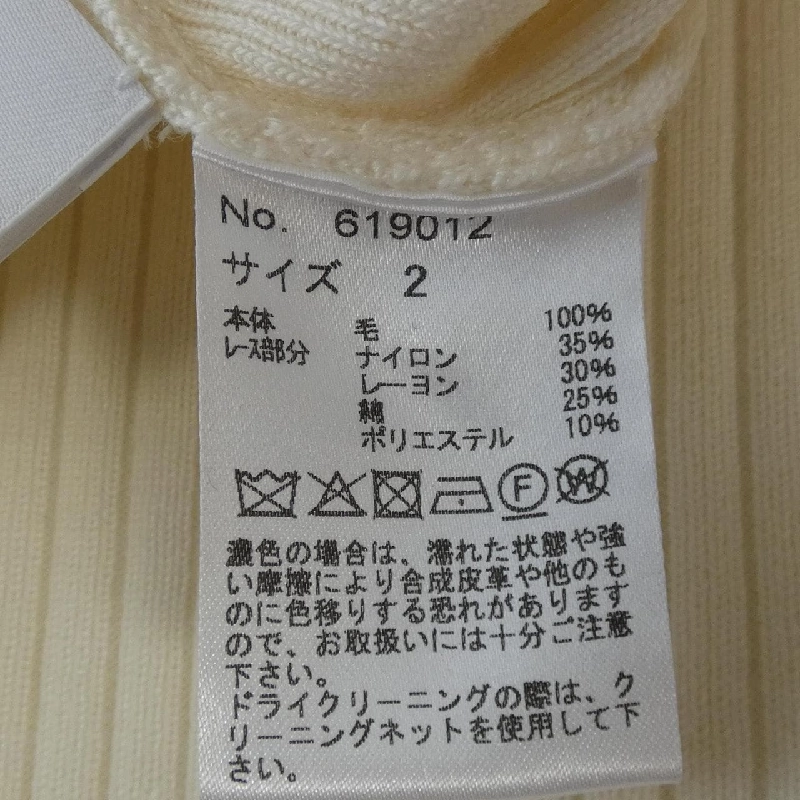 No. 619012
サイズ 2
本体 毛 100%
レース部分 ナイロン 35%
レーヨン 30%
綿 25%
ポリエステル 10%
F W
濃色の場合は、濡れた状態や強
い摩擦により合成皮革や他のも
のに色移りする恐れがあります
ので、お取扱いには十分ご注意
下さい。
ドライクリーニングの際は、ク
リーニングネットを使用して下
さい。